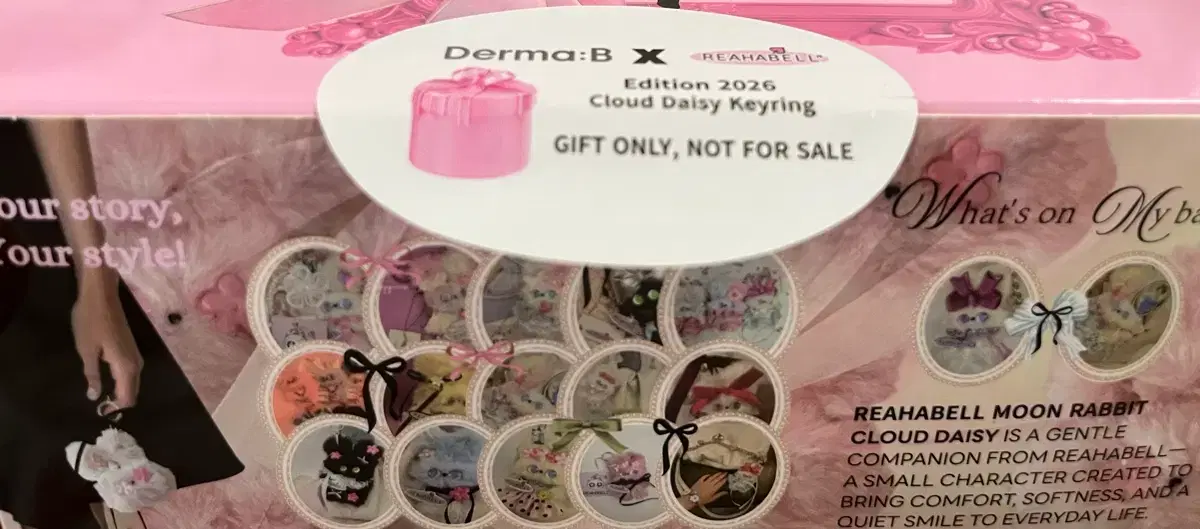 Derma:B X REAHABELL
Edition 2026
Cloud Daisy Keyring
GIFT ONLY, NOT FOR SALE
our story,
Your style!
What's on My ba
REAHABELL MOON RABBIT
CLOUD DAISY IS A GENTLE
COMPANION FROM REAHABELL—
A SMALL CHARACTER CREATED TO
BRING COMFORT, SOFTNESS, AND A
QUIET SMILE TO EVERYDAY LIFE.